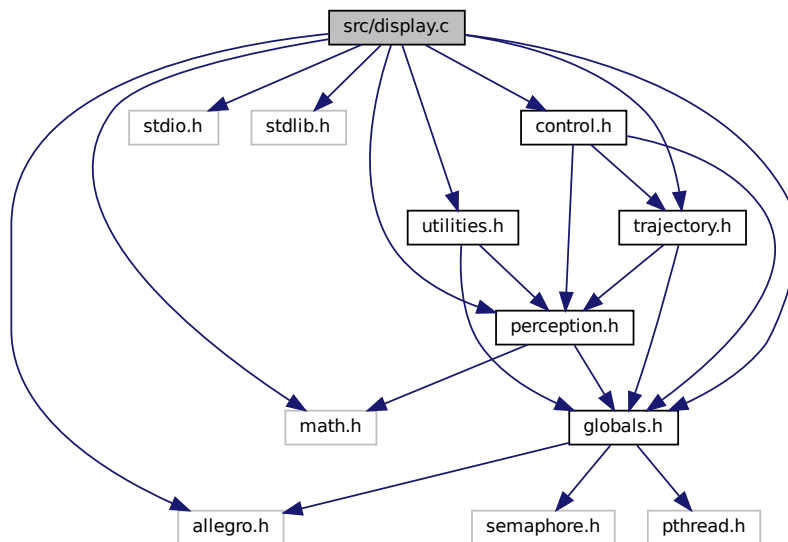 src/display.c
stdio.h
stdlib.h
control.h
utilities.h
trajectory.h
perception.h
math.h
globals.h
allegro.h
semaphore.h
pthread.h